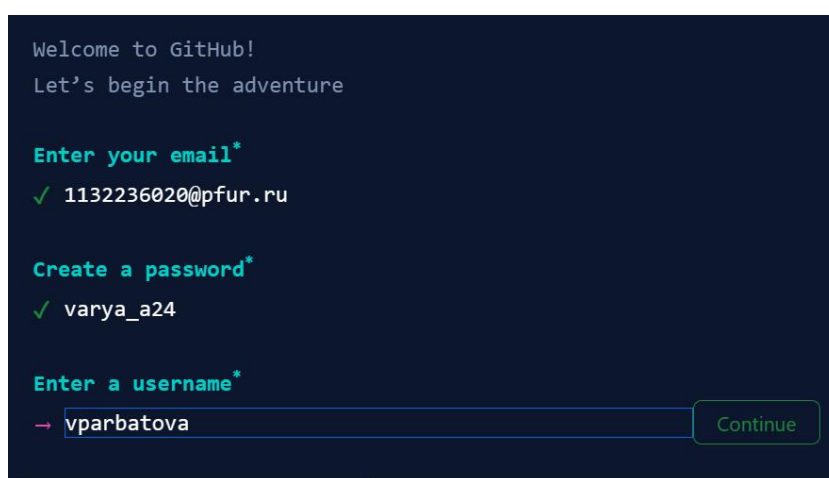 Welcome to GitHub!
Let’s begin the adventure
Enter your email*
✓ 1132236020@pfur.ru
Create a password*
✓ varya_a24
Enter a username*
→ vparbatova Continue